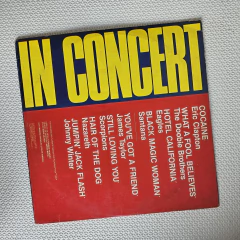 IN CONCERT
COCAINE
Eric Clapton
WHAT A FOOL BELIEVES
The Doobie Brothers
HOTEL CALIFORNIA
Eagles
BLACK MAGIC WOMAN
Santana
YOU'VE GOT A FRIEND
James Taylor
STILL LOVING YOU
Scorpions
HAIR OF THE DOG
Nazareth
JUMPIN' JACK FLASH
Johnny Winter